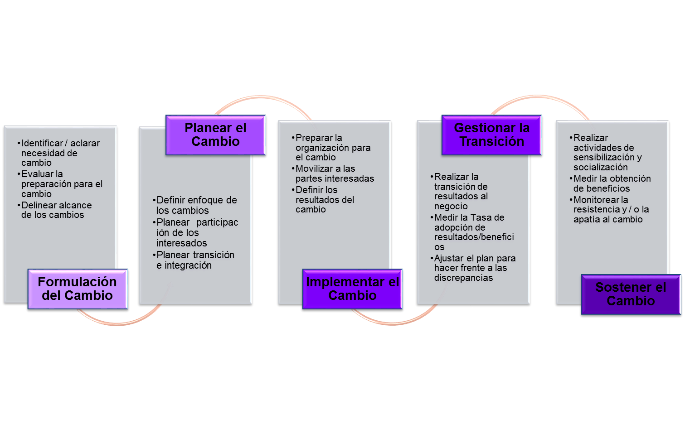 •Identificar / aclarar
necesidad de
cambio
•Evaluar la
preparación para el
cambio
•Delinear alcance
de los cambios
Formulación
del Cambio
Planear el
Cambio
•Definir enfoque de
los cambios
•Planear participac
ión de los
interesados
•Planear transición
e integración
•Preparar la
organización para
el cambio
•Movilizar a las
partes interesadas
•Definir los
resultados del
cambio
Implementar el
Cambio
Gestionar la
Transición
•Realizar la
transición de
resultados al
negocio
•Medir la Tasa de
adopción de
resultados/benefici
os
•Ajustar el plan para
hacer frente a las
discrepancias
•Realizar
actividades de
sensibilización y
socialización
•Medir la obtención
de beneficios
•Monitorear la
resistencia y / o la
apatía al cambio
Sostener el
Cambio